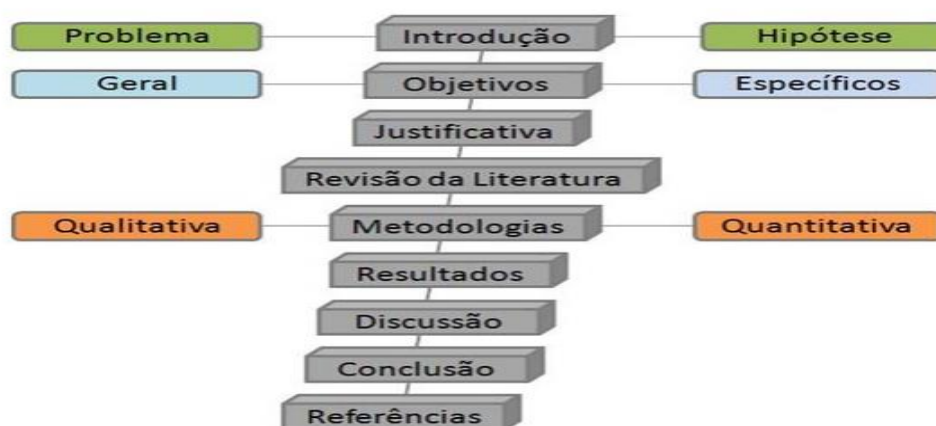 Problema
Introdução
Hipótese
Geral
Objetivos
Específicos
Justificativa
Revisão da Literatura
Qualitativa
Metodologias
Quantitativa
Resultados
Discussão
Conclusão
Referências